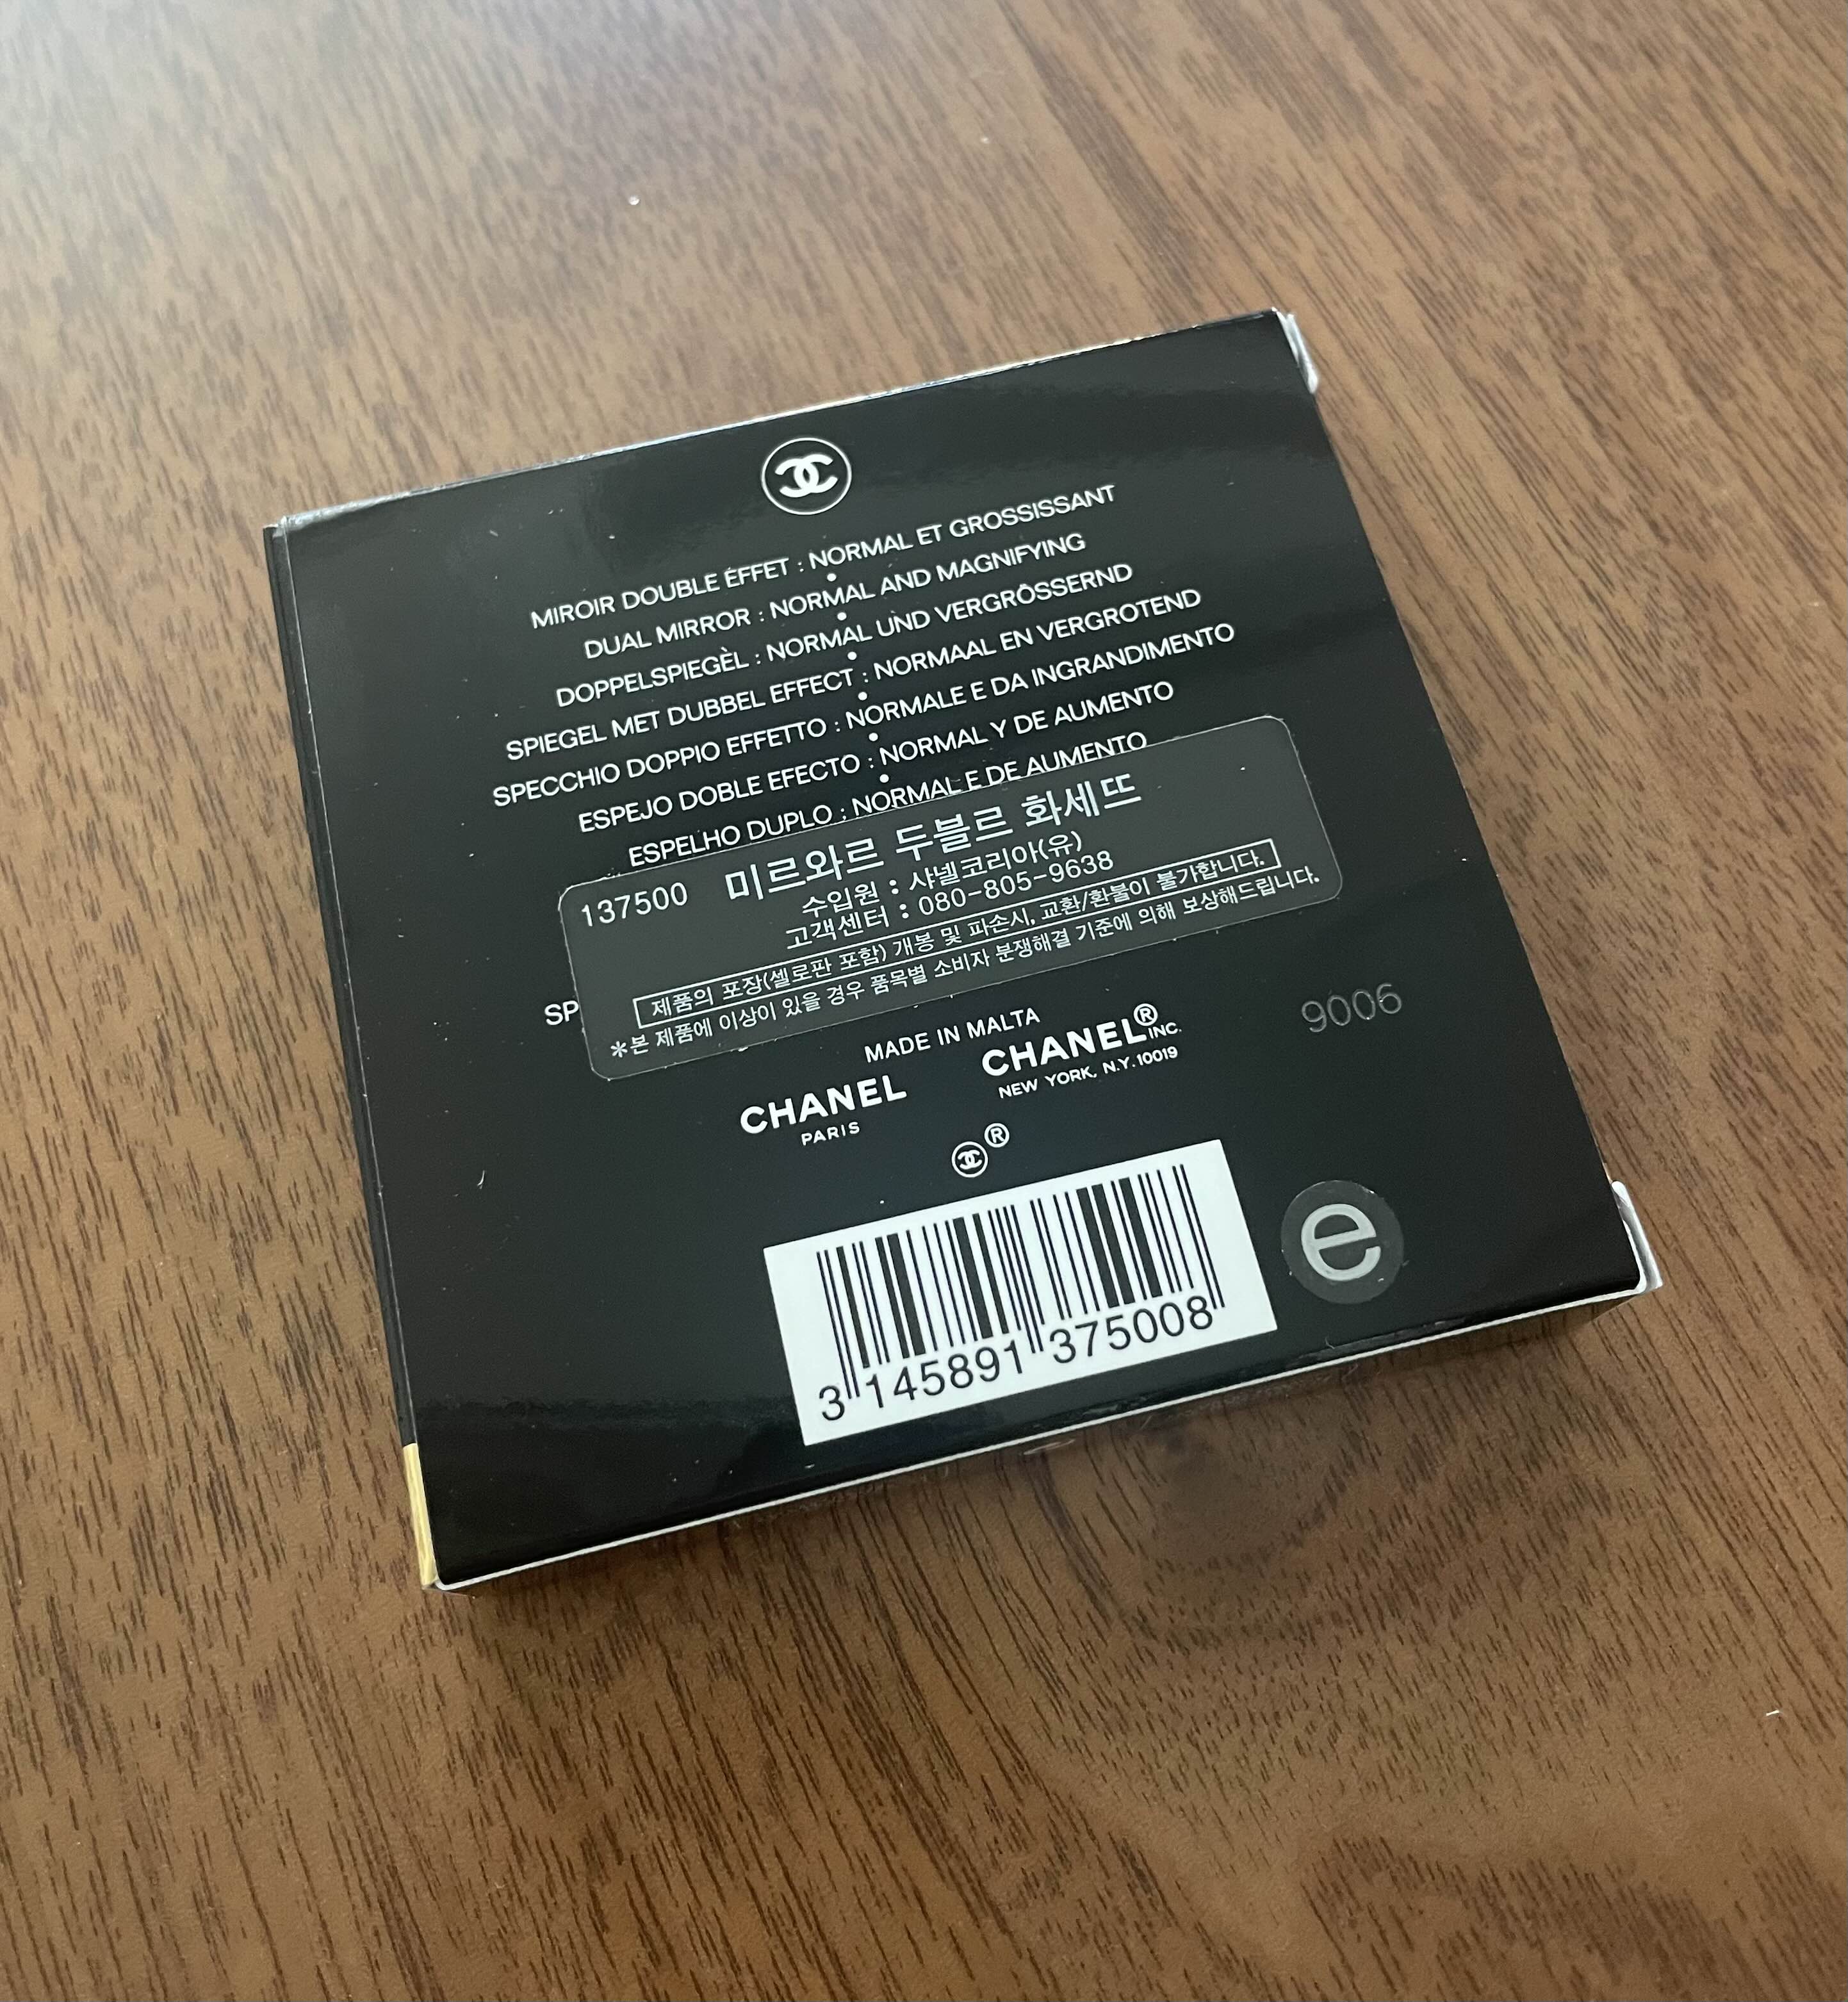 MIROIR DOUBLE EFFET : NORMAL ET GROSSISSANT
•
DUAL MIRROR : NORMAL AND MAGNIFYING
•
DOPPELSPIEGEL : NORMAL UND VERGRÖSSERND
•
SPIEGEL MET DUBBEL EFFECT : NORMAAL EN VERGROTEND
•
SPECCHIO DOPPIO EFFETTO : NORMALE E DA INGRANDIMENTO
•
ESPEJO DOBLE EFECTO : NORMAL Y DE AUMENTO
•
ESPELHO DUPLO : NORMAL E DE AUMENTO
137500 미르와르 두블르 화세뜨
수입원 : 샤넬코리아(유)
고객센터 : 080-805-9638
제품의 포장(셀로판 포함) 개봉 및 파손시, 교환/환불이 불가합니다.
*본 제품에 이상이 있을 경우 품목별 소비자 분쟁해결 기준에 의해 보상해드립니다.
SP
MADE IN MALTA
9006
CHANEL
PARIS
CHANEL® INC.
NEW YORK, N.Y. 10019
®
e
3 145891 375008